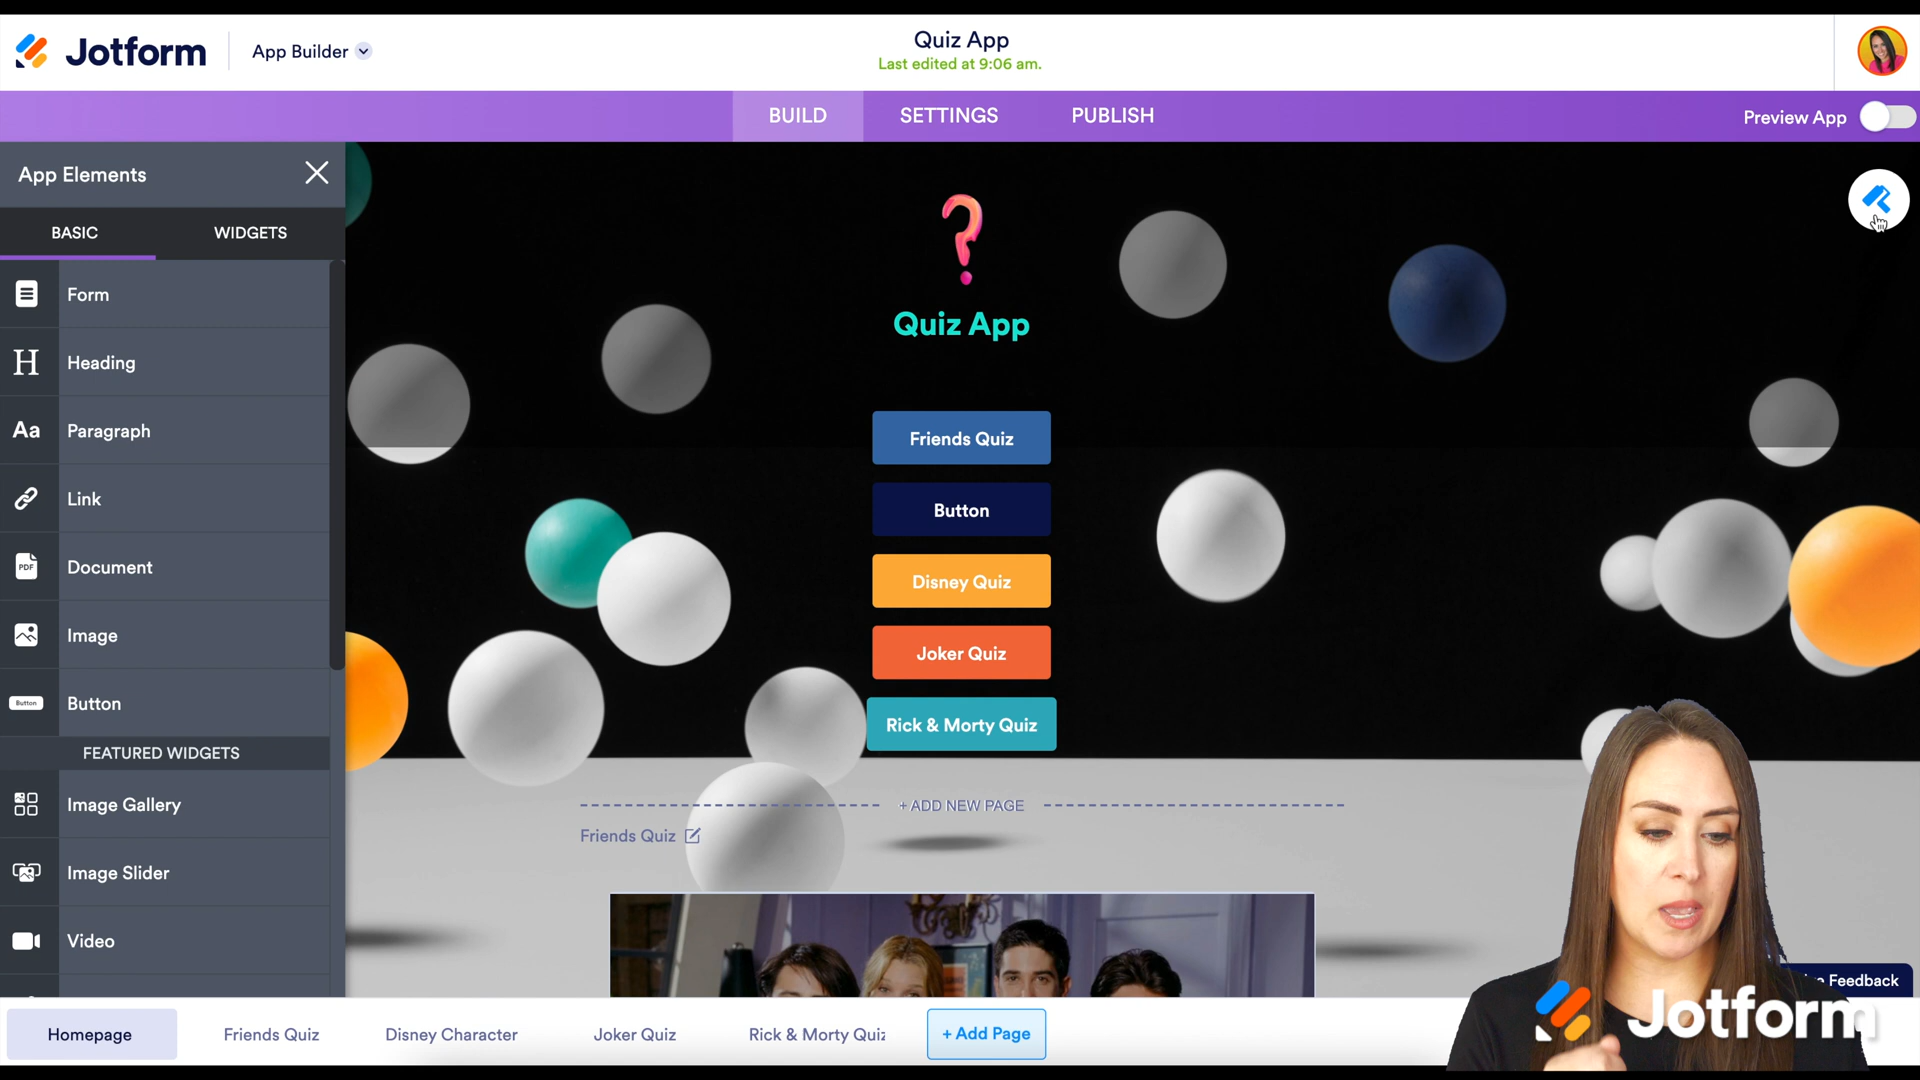 Jotform
App Builder
Quiz App
Last edited at 9:06 am.
BUILD
SETTINGS
PUBLISH
Preview App
App Elements
BASIC
WIDGETS
Form
H
Heading
Aa
Paragraph
Link
PDF
Document
Image
Button
Button
FEATURED WIDGETS
Image Gallery
Image Slider
Video
Quiz App
Friends Quiz
Button
Disney Quiz
Joker Quiz
Rick & Morty Quiz
+ ADD NEW PAGE
Friends Quiz
Feedback
Homepage
Friends Quiz
Disney Character
Joker Quiz
Rick & Morty Quiz
+ Add Page
Jotform